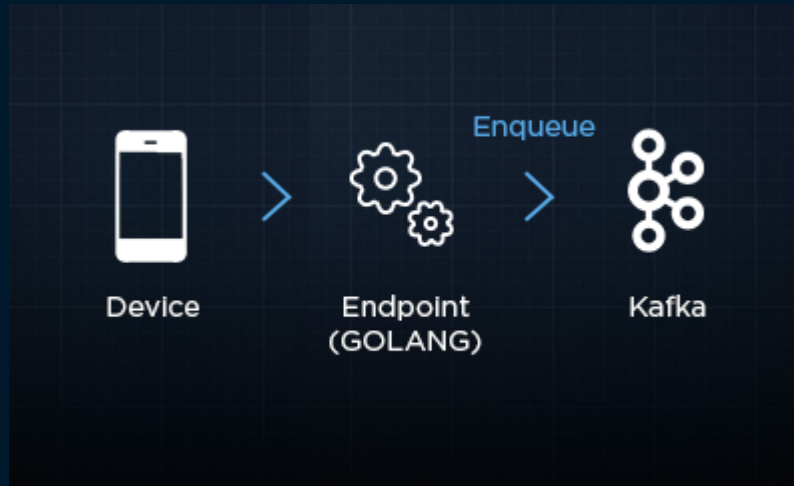 Enqueue
Device
Endpoint
(GOLANG)
Kafka